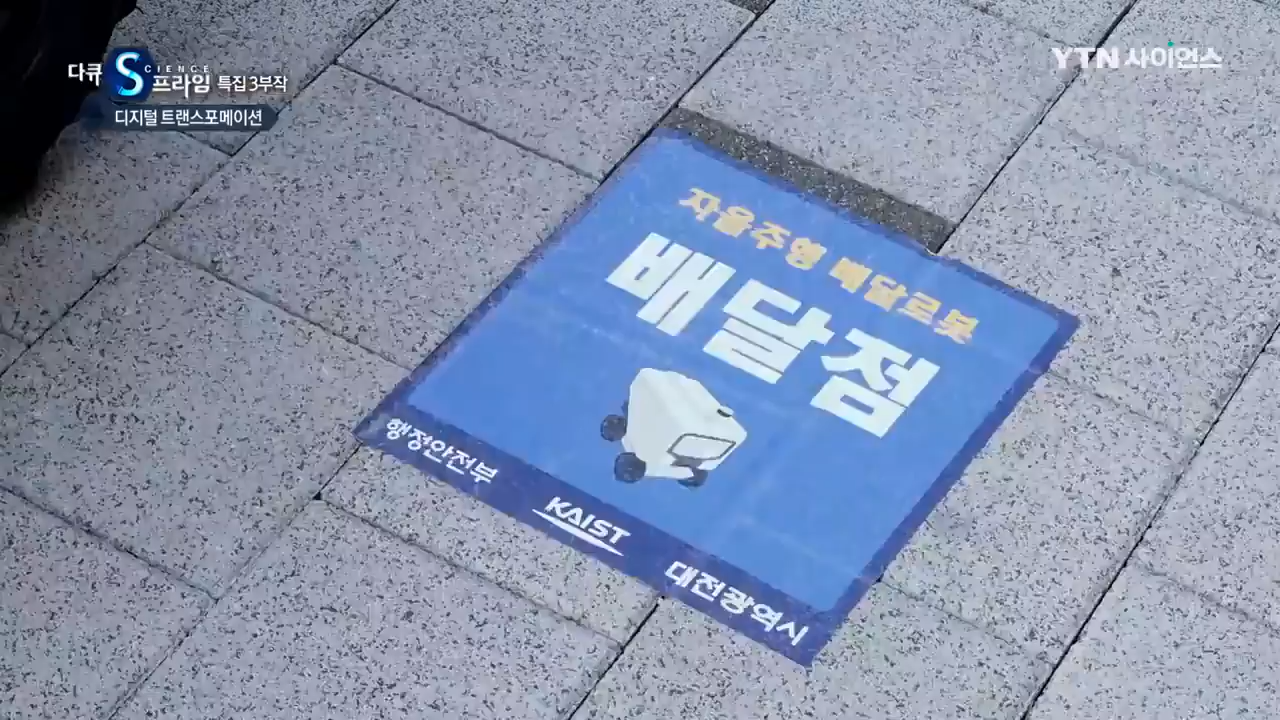 다큐 S SCIENCE 프라임 특집 3부작
디지털 트랜스포메이션
YTN 사이언스
자율주행 배달로봇
배달점
행정안전부
KAIST
대전광역시